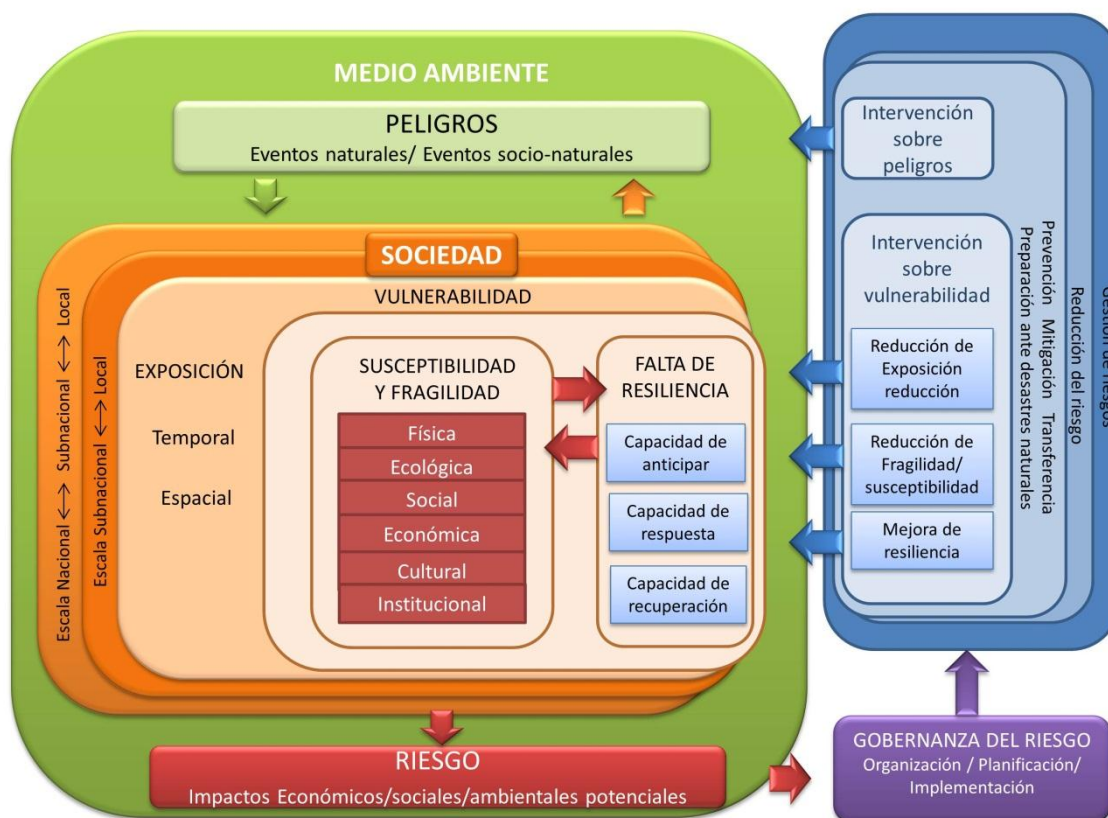 MEDIO AMBIENTE
PELIGROS
Eventos naturales/ Eventos socio-naturales
SOCIEDAD
VULNERABILIDAD
Escala Nacional <--> Subnacional <--> Local
Escala Subnacional <--> Local
EXPOSICIÓN
Temporal
Espacial
SUSCEPTIBILIDAD
Y FRAGILIDAD
Física
Ecológica
Social
Económica
Cultural
Institucional
FALTA DE
RESILIENCIA
Capacidad de
anticipar
Capacidad de
respuesta
Capacidad de
recuperación
RIESGO
Impactos Económicos/sociales/ambientales potenciales
Intervención
sobre
peligros
Intervención
sobre
vulnerabilidad
Reducción de
Exposición
reducción
Reducción de
Fragilidad/
susceptibilidad
Mejora de
resiliencia
Prevención Mitigación Transferencia
Preparación ante desastres naturales
Reducción del riesgo
Gestión de riesgos
GOBERNANZA DEL RIESGO
Organización / Planificación/
Implementación